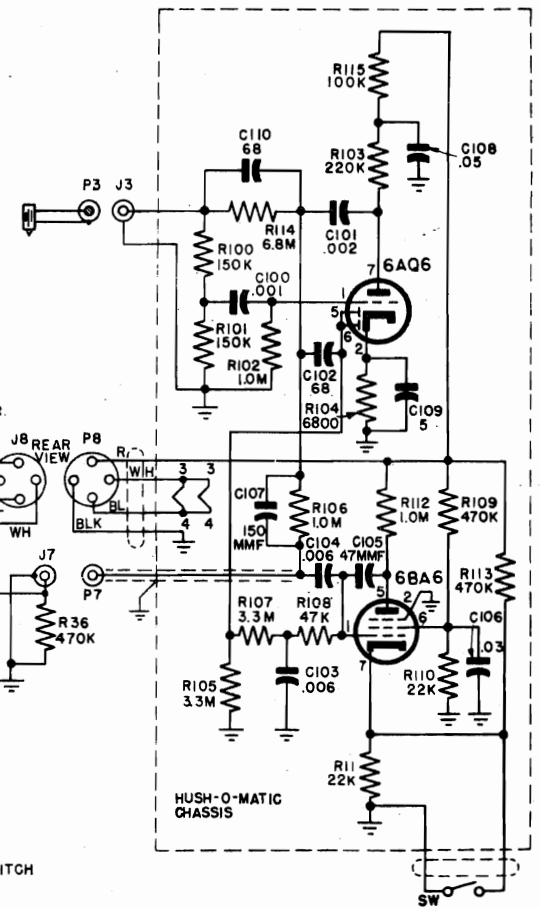 R115
100K
C110
68
R103
220K
C108
.05
P3
J3
R114
6.8M
C101
.002
R100
150K
C100
.001
7
6AQ6
1
5
6
2
R101
150K
R102
1.0M
C102
68
R104
6800
C109
5
J8
REAR
VIEW
P8
R
WH
3
3
BL
4
4
BLK
WH
C107
150
MMF
R106
1.0M
R112
1.0M
R109
470K
J7
P7
C104
.006
C105
47MMF
R113
470K
6BA6
5
2
6
1
7
C106
.03
R36
470K
R107
3.3M
R108
47K
R105
3.3M
C103
.006
R110
22K
R11
22K
HUSH-O-MATIC
CHASSIS
ITCH
SW